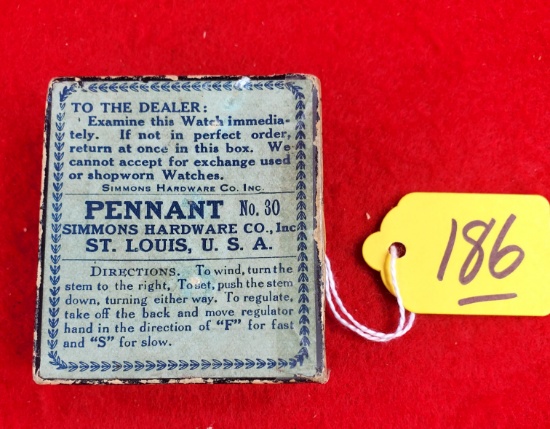 TO THE DEALER:
Examine this Watch immedia-
tely. If not in perfect order,
return at once in this box. We
cannot accept for exchange used
or shopworn Watches.
SIMMONS HARDWARE CO. INC.
PENNANT No. 30
SIMMONS HARDWARE CO., Inc
ST. LOUIS, U. S. A.
DIRECTIONS. To wind, turn the
stem to the right, To set, push the stem
down, turning either way. To regulate,
take off the back and move regulator
hand in the direction of "F" for fast
and "S" for slow.
186